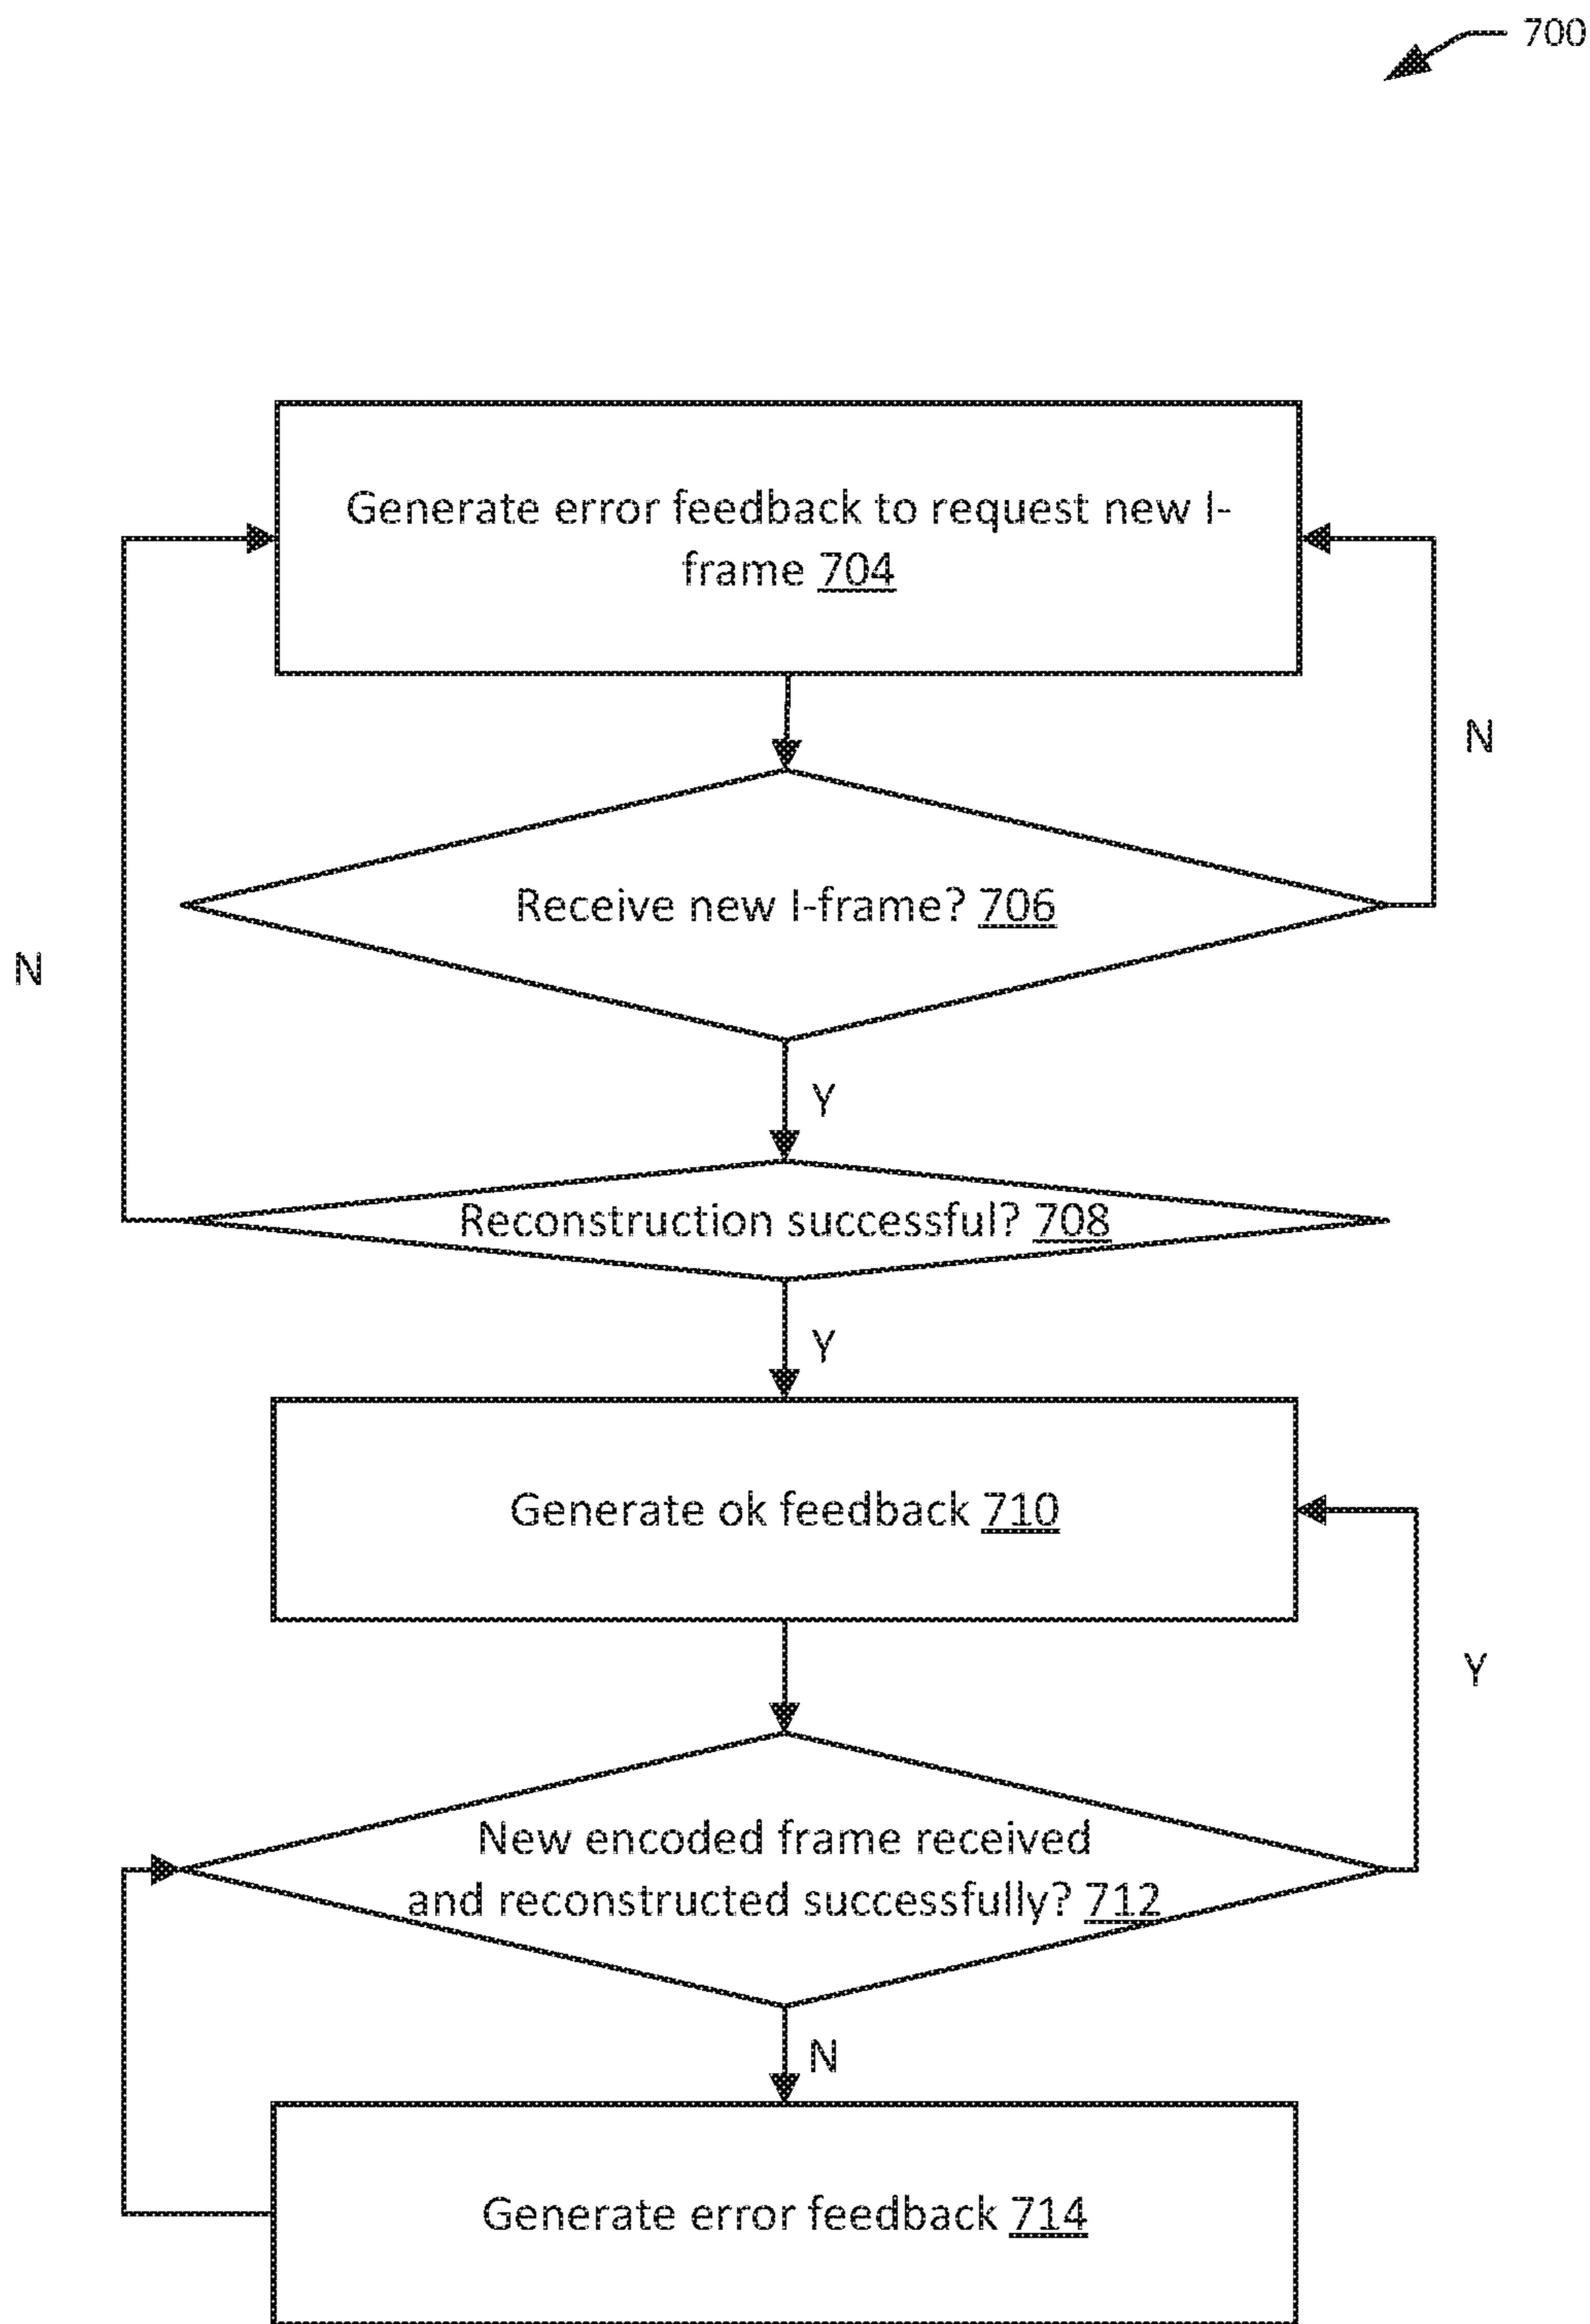 700
Generate error feedback to request new I-
frame 704
N
Receive new I-frame? 706
N
Y
Reconstruction successful? 708
Y
Generate ok feedback 710
Y
New encoded frame received
and reconstructed successfully? 712
N
Generate error feedback 714